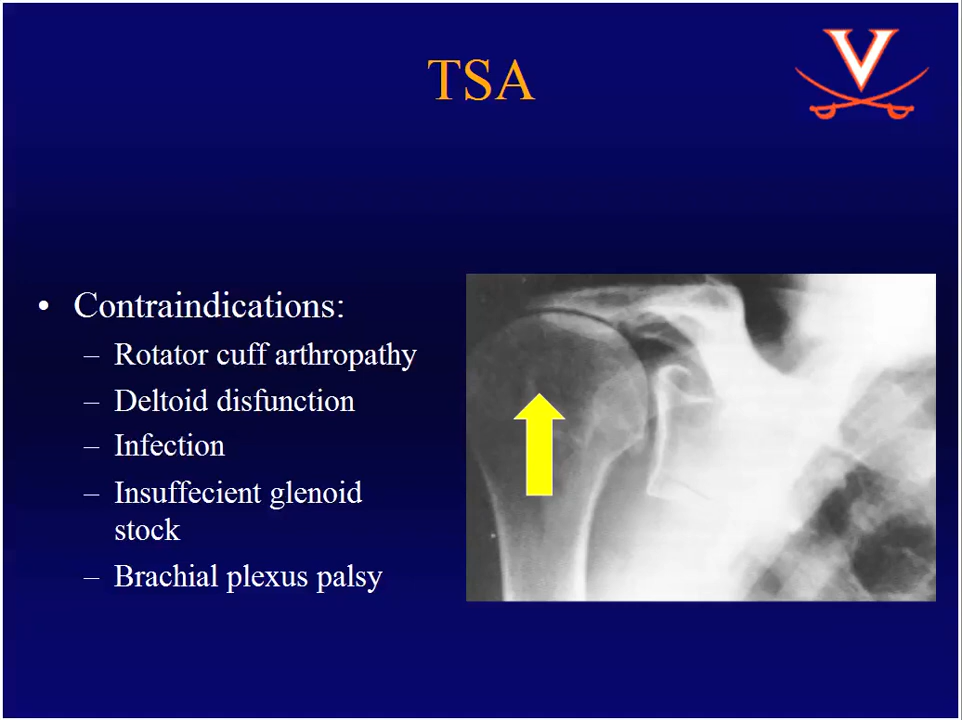 TSA
• Contraindications:
– Rotator cuff arthropathy
– Deltoid disfunction
– Infection
– Insuffecient glenoid
stock
– Brachial plexus palsy